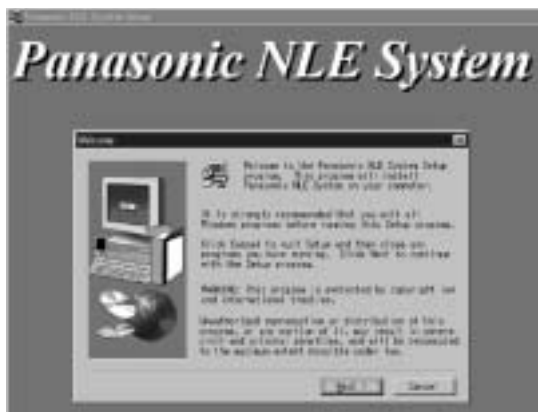 Panasonic NLE System Setup
Panasonic NLE System
Welcome
Welcome to the Panasonic NLE System Setup
program. This program will install
Panasonic NLE System on your computer.
It is strongly recommended that you exit all
Windows programs before running this Setup program.
Click Cancel to quit Setup and then close any
programs you have running. Click Next to continue
with the Setup program.
WARNING: This program is protected by copyright law
and international treaties.
Unauthorized reproduction or distribution of this
program, or any portion of it, may result in severe
civil and criminal penalties, and will be prosecuted
to the maximum extent possible under law.
Next >
Cancel